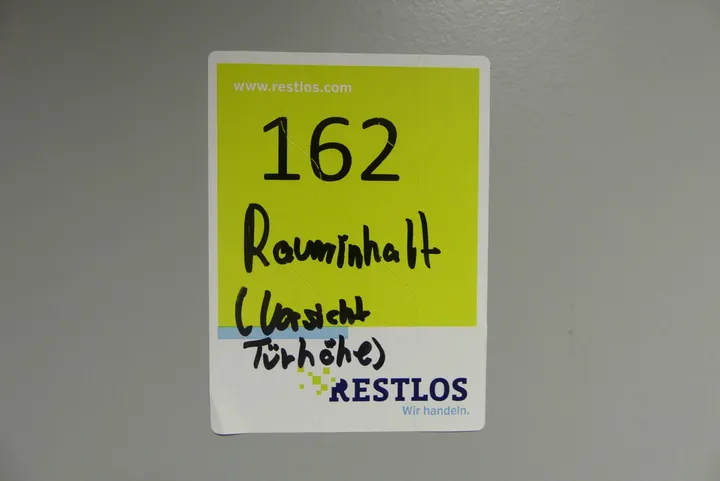 www.restlos.com
162
Rauminhalt
(Vorsicht
Türhöhe)
RESTLOS
Wir handeln.